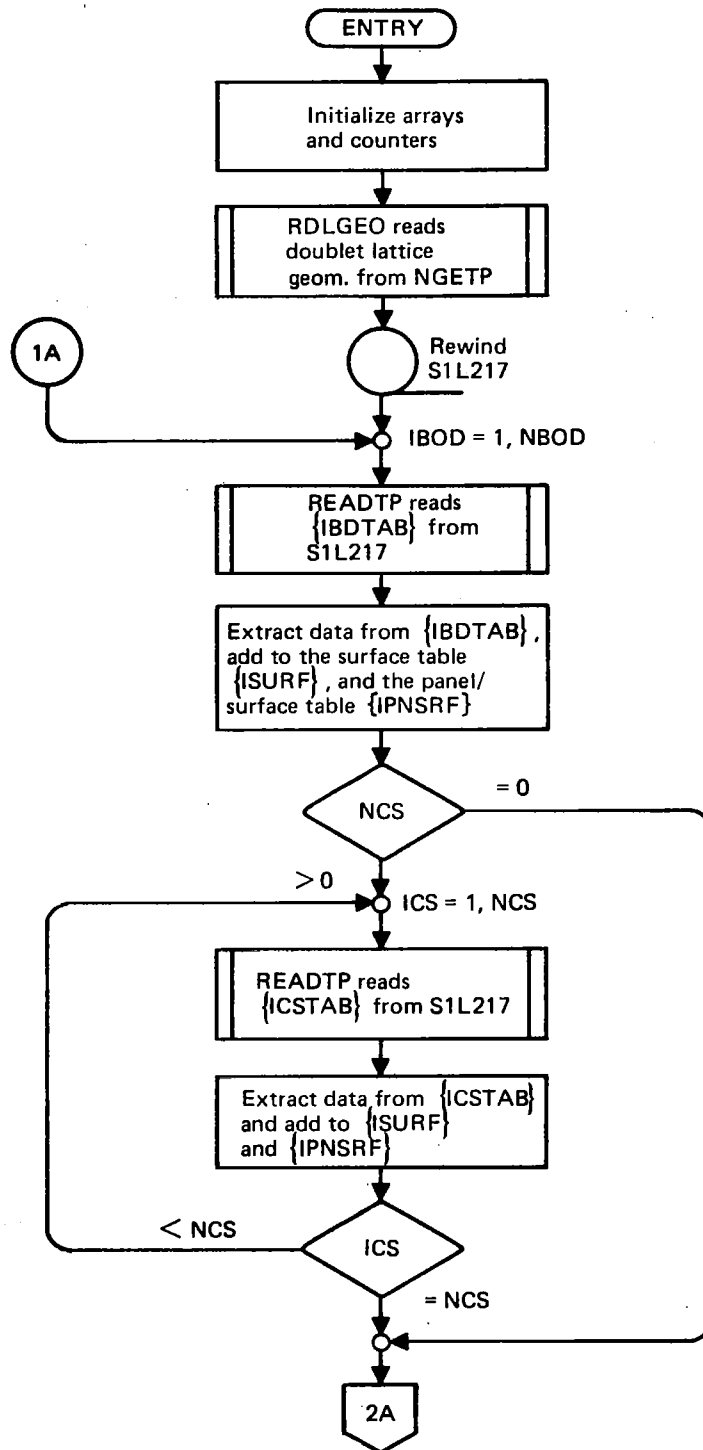 ENTRY
Initialize arrays
and counters
RDLGEO reads
doublet lattice
geom. from NGETP
1A
Rewind
S1L217
IBOD = 1, NBOD
READTP reads
{IBDTAB} from
S1L217
Extract data from {IBDTAB},
add to the surface table
{ISURF}, and the panel/
surface table {IPNSRF}
NCS
= 0
> 0
ICS = 1, NCS
READTP reads
{ICSTAB} from S1L217
Extract data from {ICSTAB}
and add to {ISURF}
and {IPNSRF}
< NCS
ICS
= NCS
2A